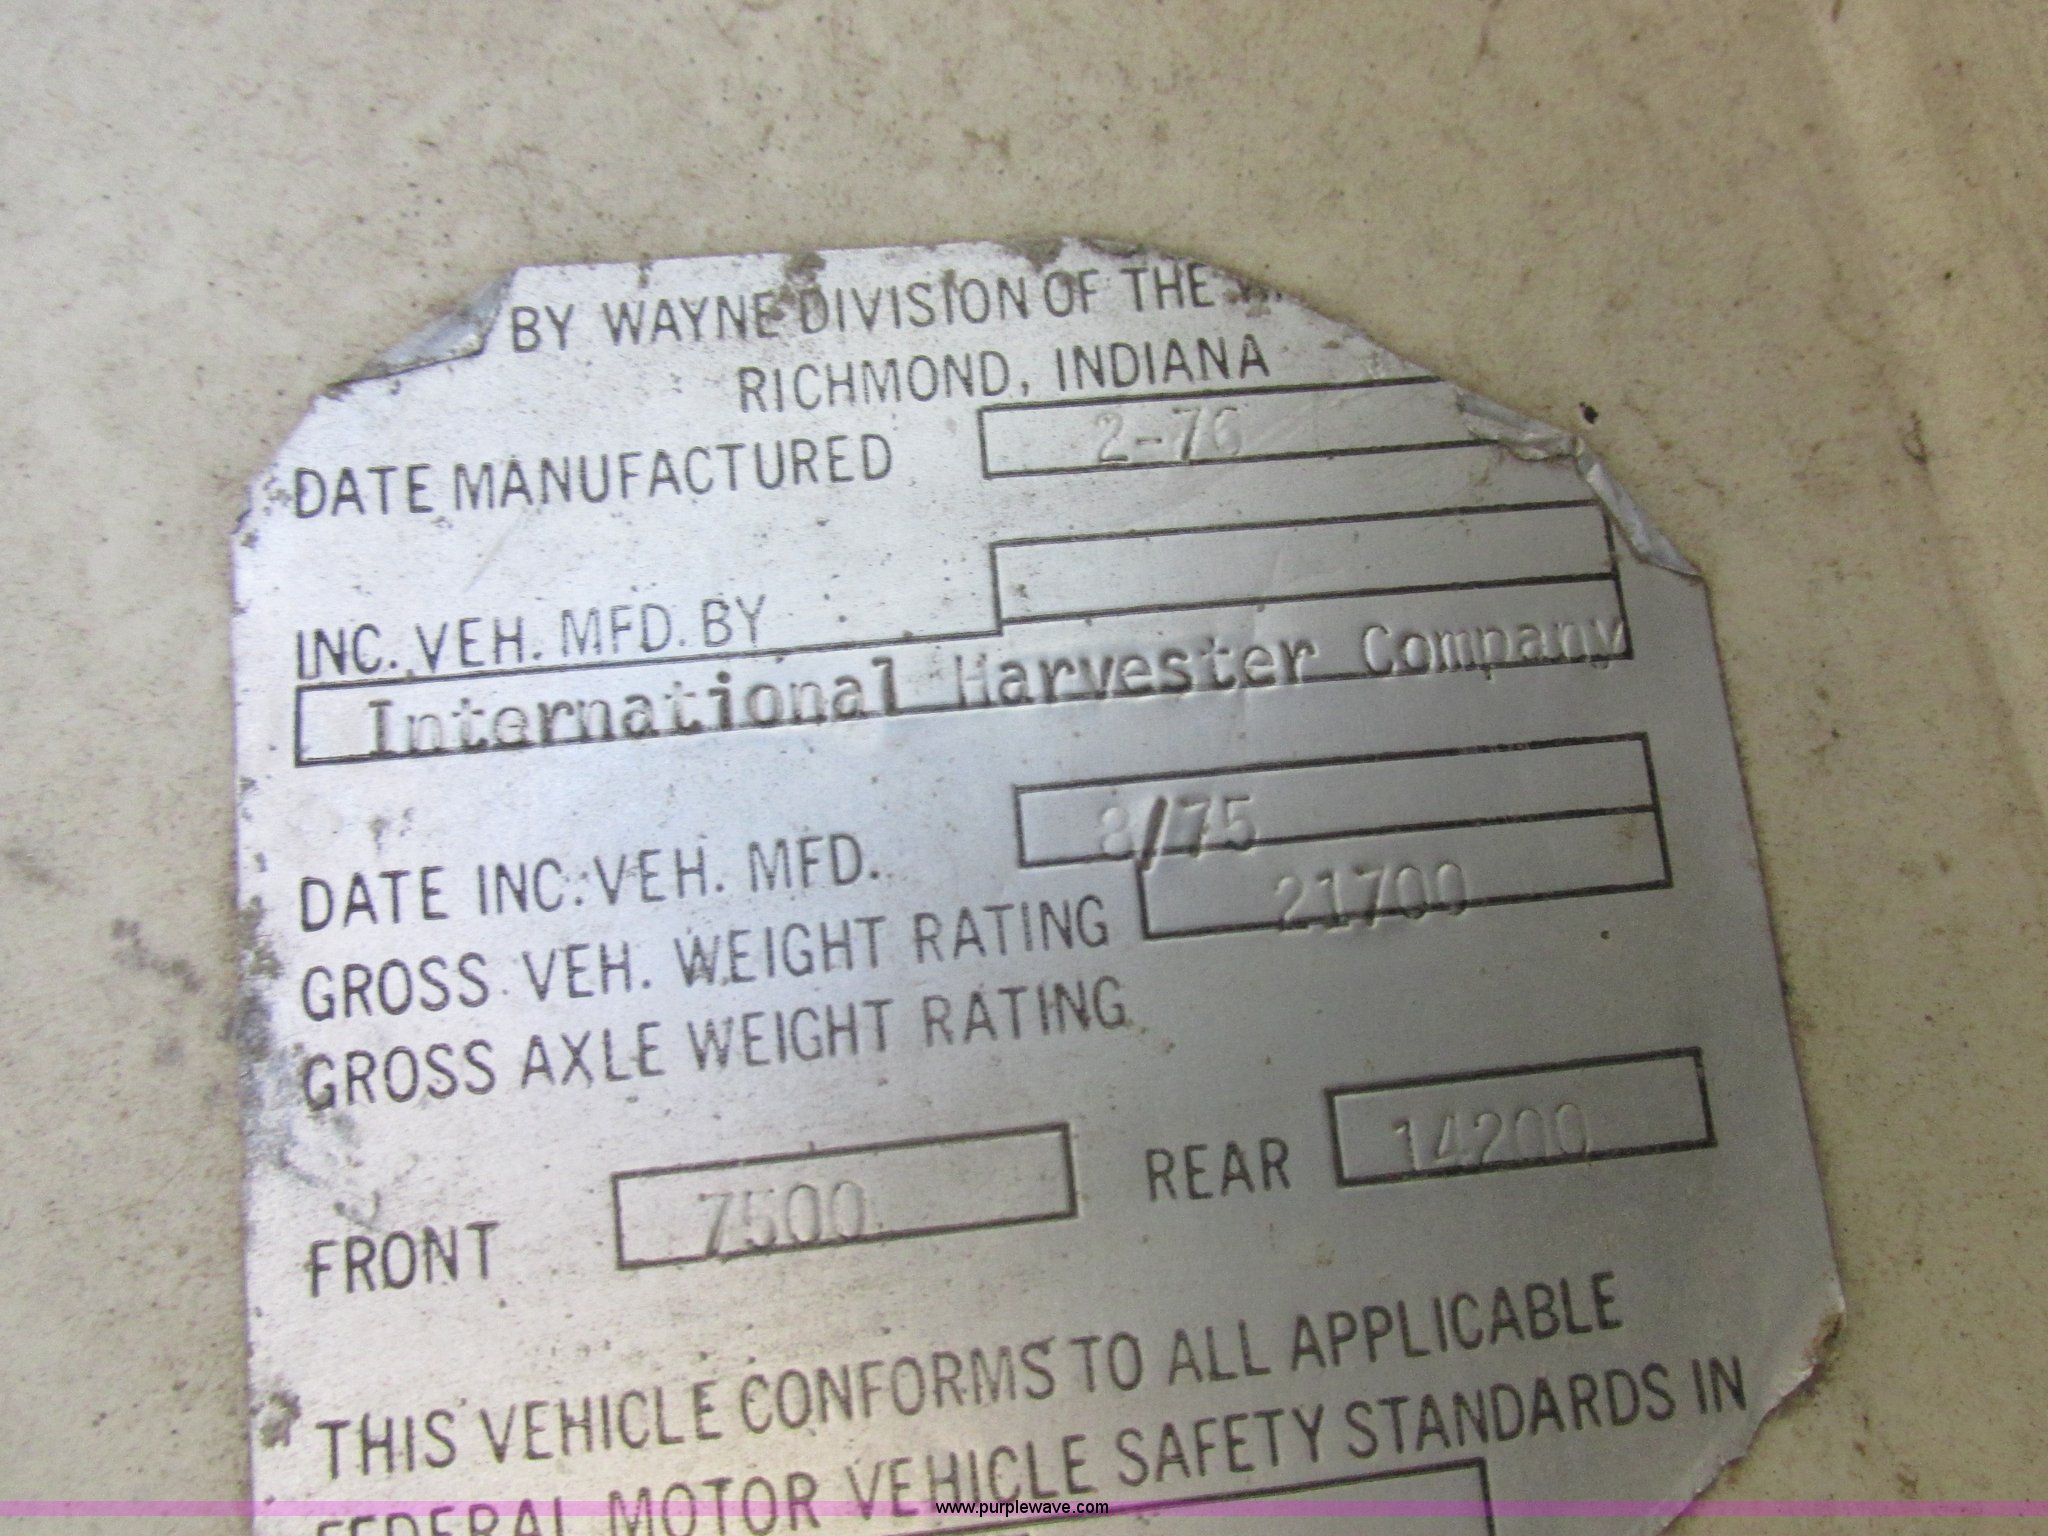 BY WAYNE DIVISION OF THE
RICHMOND, INDIANA
DATE MANUFACTURED 2-76
INC. VEH. MFD. BY
International Harvester Company
DATE INC. VEH. MFD. 8/75
GROSS VEH. WEIGHT RATING 21700
GROSS AXLE WEIGHT RATING
FRONT 7500 REAR 14200
THIS VEHICLE CONFORMS TO ALL APPLICABLE
FEDERAL MOTOR VEHICLE SAFETY STANDARDS IN
www.purplewave.com